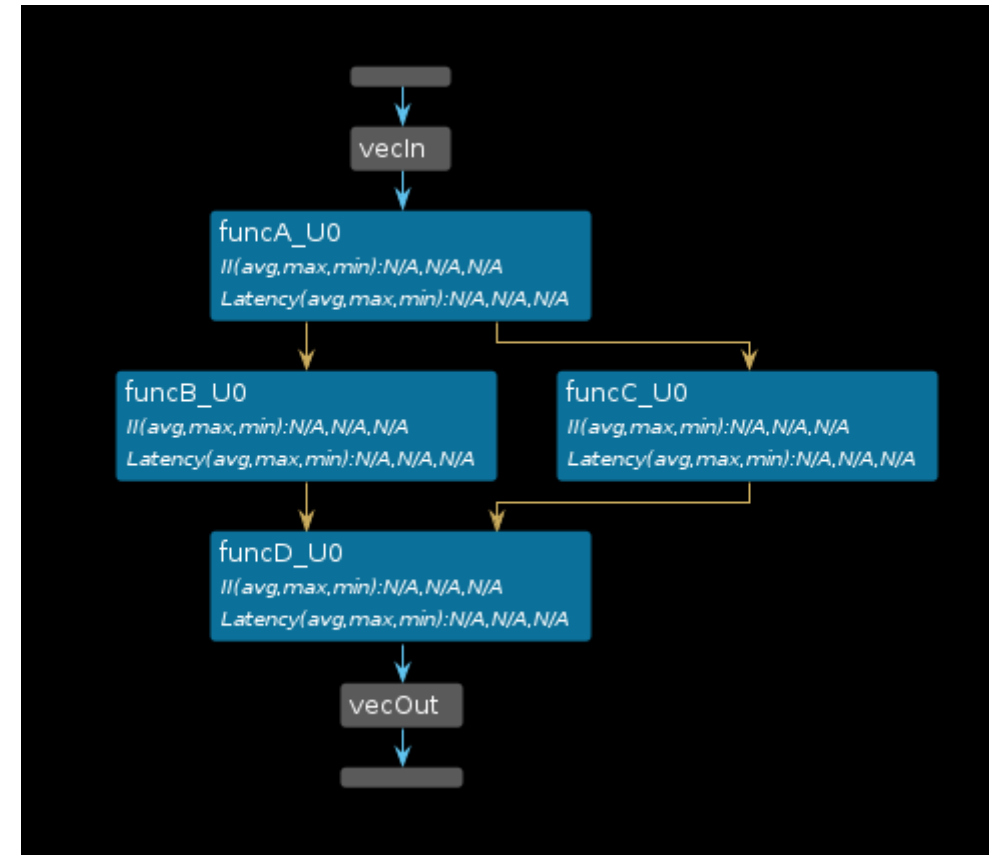 vecIn
funcA_U0
II(avg,max,min):N/A,N/A,N/A
Latency(avg,max,min):N/A,N/A,N/A
funcB_U0
II(avg,max,min):N/A,N/A,N/A
Latency(avg,max,min):N/A,N/A,N/A
funcC_U0
II(avg,max,min):N/A,N/A,N/A
Latency(avg,max,min):N/A,N/A,N/A
funcD_U0
II(avg,max,min):N/A,N/A,N/A
Latency(avg,max,min):N/A,N/A,N/A
vecOut